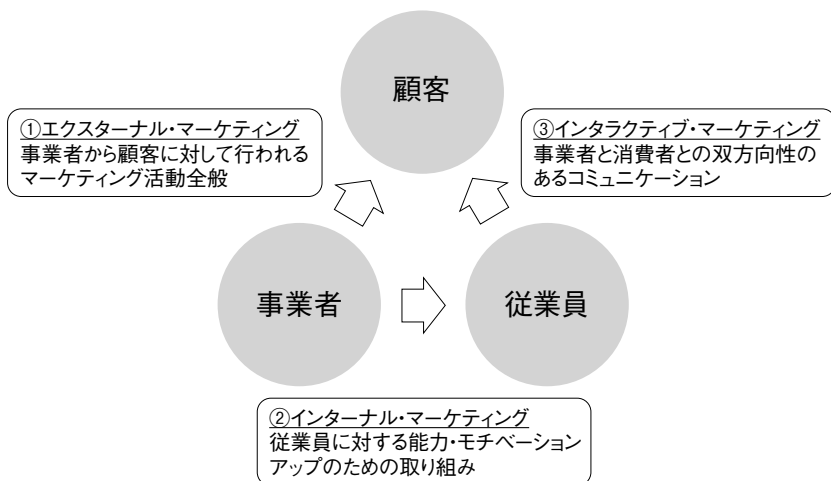 顧客
①エクスターナル・マーケティング
事業者から顧客に対して行われる
マーケティング活動全般
③インタラクティブ・マーケティング
事業者と消費者との双方向性の
あるコミュニケーション
事業者
従業員
②インターナル・マーケティング
従業員に対する能力・モチベーション
アップのための取り組み